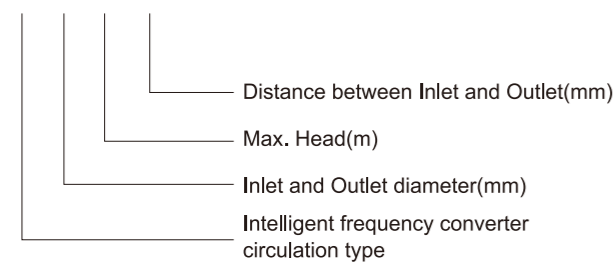 Distance between Inlet and Outlet(mm)
Max. Head(m)
Inlet and Outlet diameter(mm)
Intelligent frequency converter
circulation type